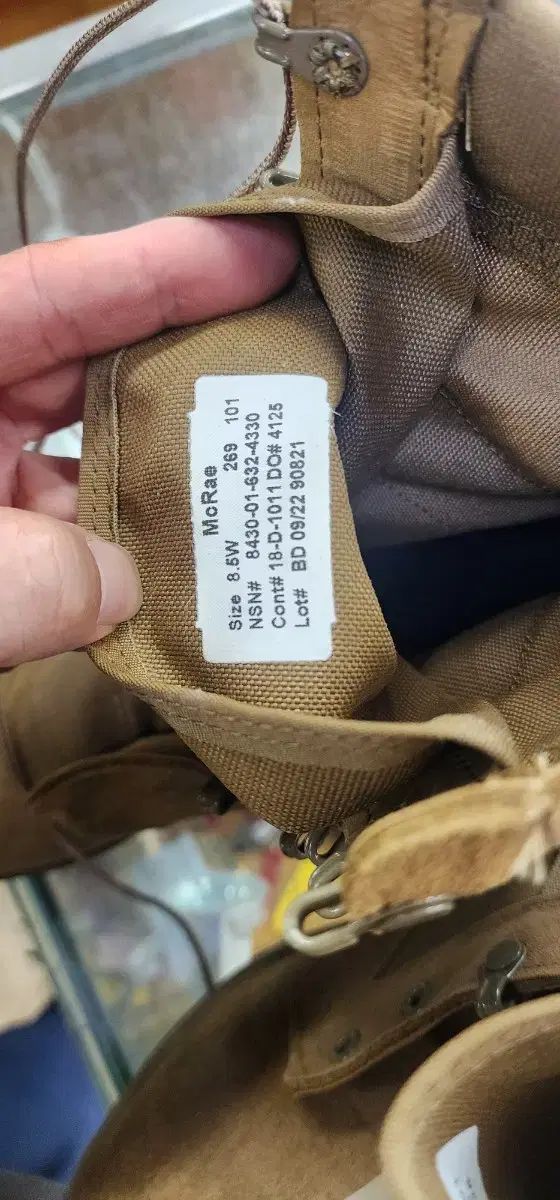 McRae
Size 8.5W 269 101
NSN# 8430-01-632-4330
Cont# 18-D-1011 DO# 4125
Lot# BD 09/22 90821